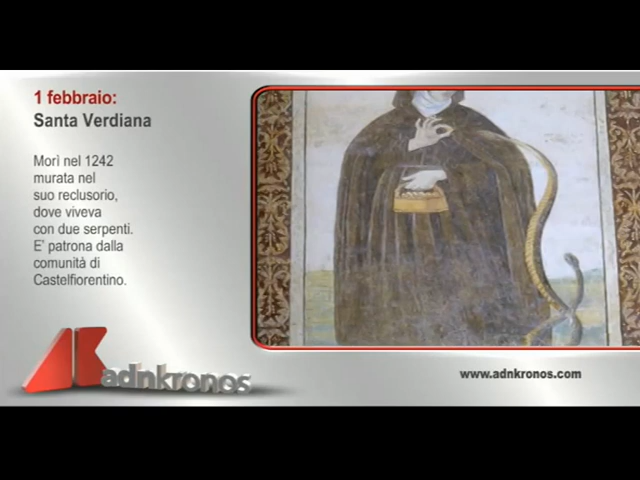 1 febbraio:
Santa Verdiana
Morì nel 1242
murata nel
suo reclusorio,
dove viveva
con due serpenti.
E' patrona dalla
comunità di
Castelfiorentino.
adnkronos
www.adnkronos.com